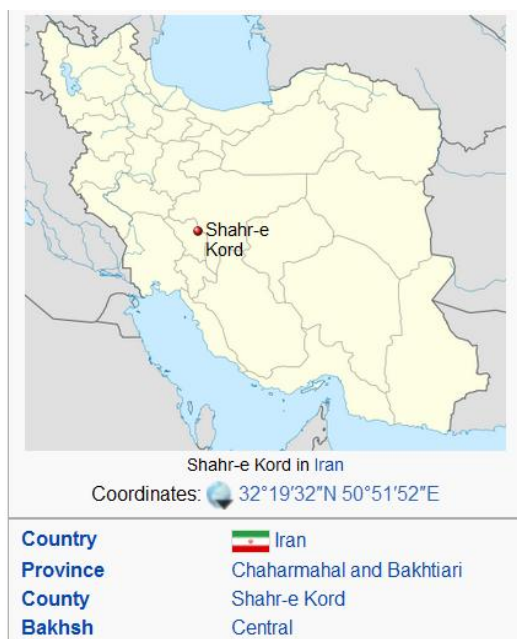 Shahr-e
Kord
Shahr-e Kord in Iran
Coordinates: 32°19′32″N 50°51′52″E
Country Iran
Province Chaharmahal and Bakhtiari
County Shahr-e Kord
Bakhsh Central